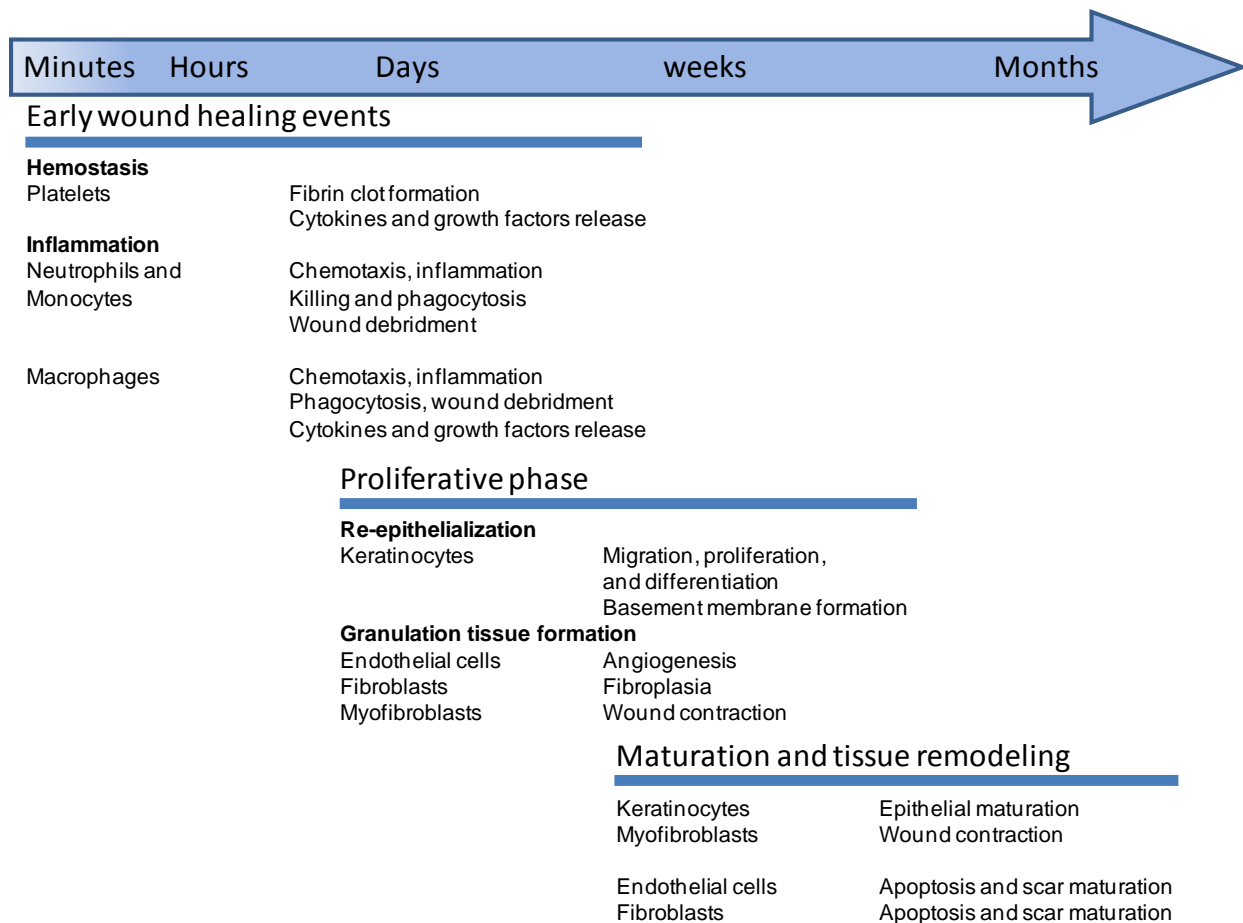 Minutes Hours Days weeks Months
Early wound healing events
Hemostasis
Platelets Fibrin clot formation
Cytokines and growth factors release
Inflammation
Neutrophils and Chemotaxis, inflammation
Monocytes Killing and phagocytosis
Wound debridment
Macrophages Chemotaxis, inflammation
Phagocytosis, wound debridment
Cytokines and growth factors release
Proliferative phase
Re-epithelialization
Keratinocytes Migration, proliferation,
and differentiation
Basement membrane formation
Granulation tissue formation
Endothelial cells Angiogenesis
Fibroblasts Fibroplasia
Myofibroblasts Wound contraction
Maturation and tissue remodeling
Keratinocytes Epithelial maturation
Myofibroblasts Wound contraction
Endothelial cells Apoptosis and scar maturation
Fibroblasts Apoptosis and scar maturation